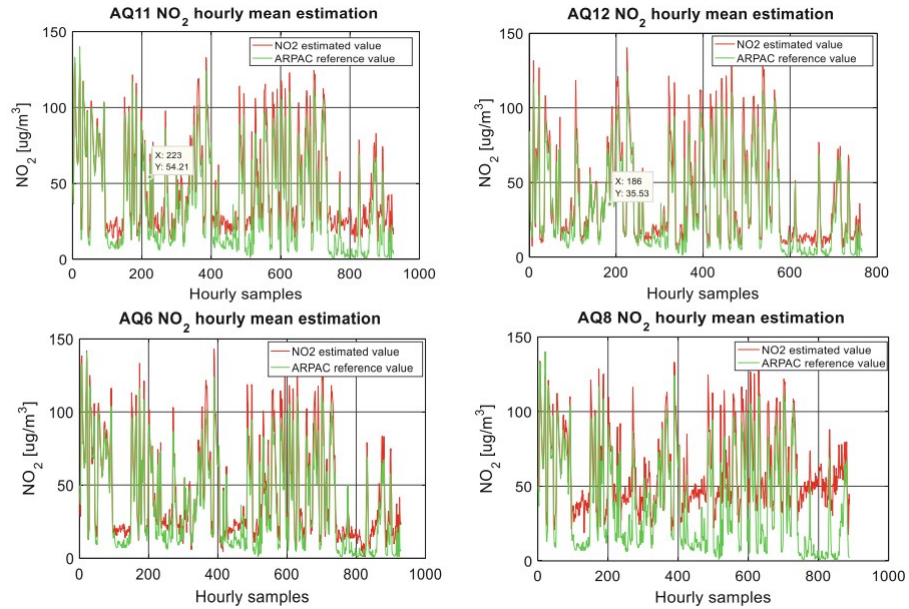 AQ11 NO2 hourly mean estimation
NO2 estimated value
ARPAC reference value
150
100
50
0
NO2 [ug/m3]
X: 223
Y: 54.21
0 200 400 600 800 1000
Hourly samples
AQ12 NO2 hourly mean estimation
NO2 estimated value
ARPAC reference value
150
100
50
0
NO2 [ug/m3]
X: 186
Y: 35.53
0 200 400 600 800
Hourly samples
AQ6 NO2 hourly mean estimation
NO2 estimated value
ARPAC reference value
150
100
50
0
NO2 [ug/m3]
0 200 400 600 800 1000
Hourly samples
AQ8 NO2 hourly mean estimation
NO2 estimated value
ARPAC reference value
150
100
50
0
NO2 [ug/m3]
0 200 400 600 800 1000
Hourly samples